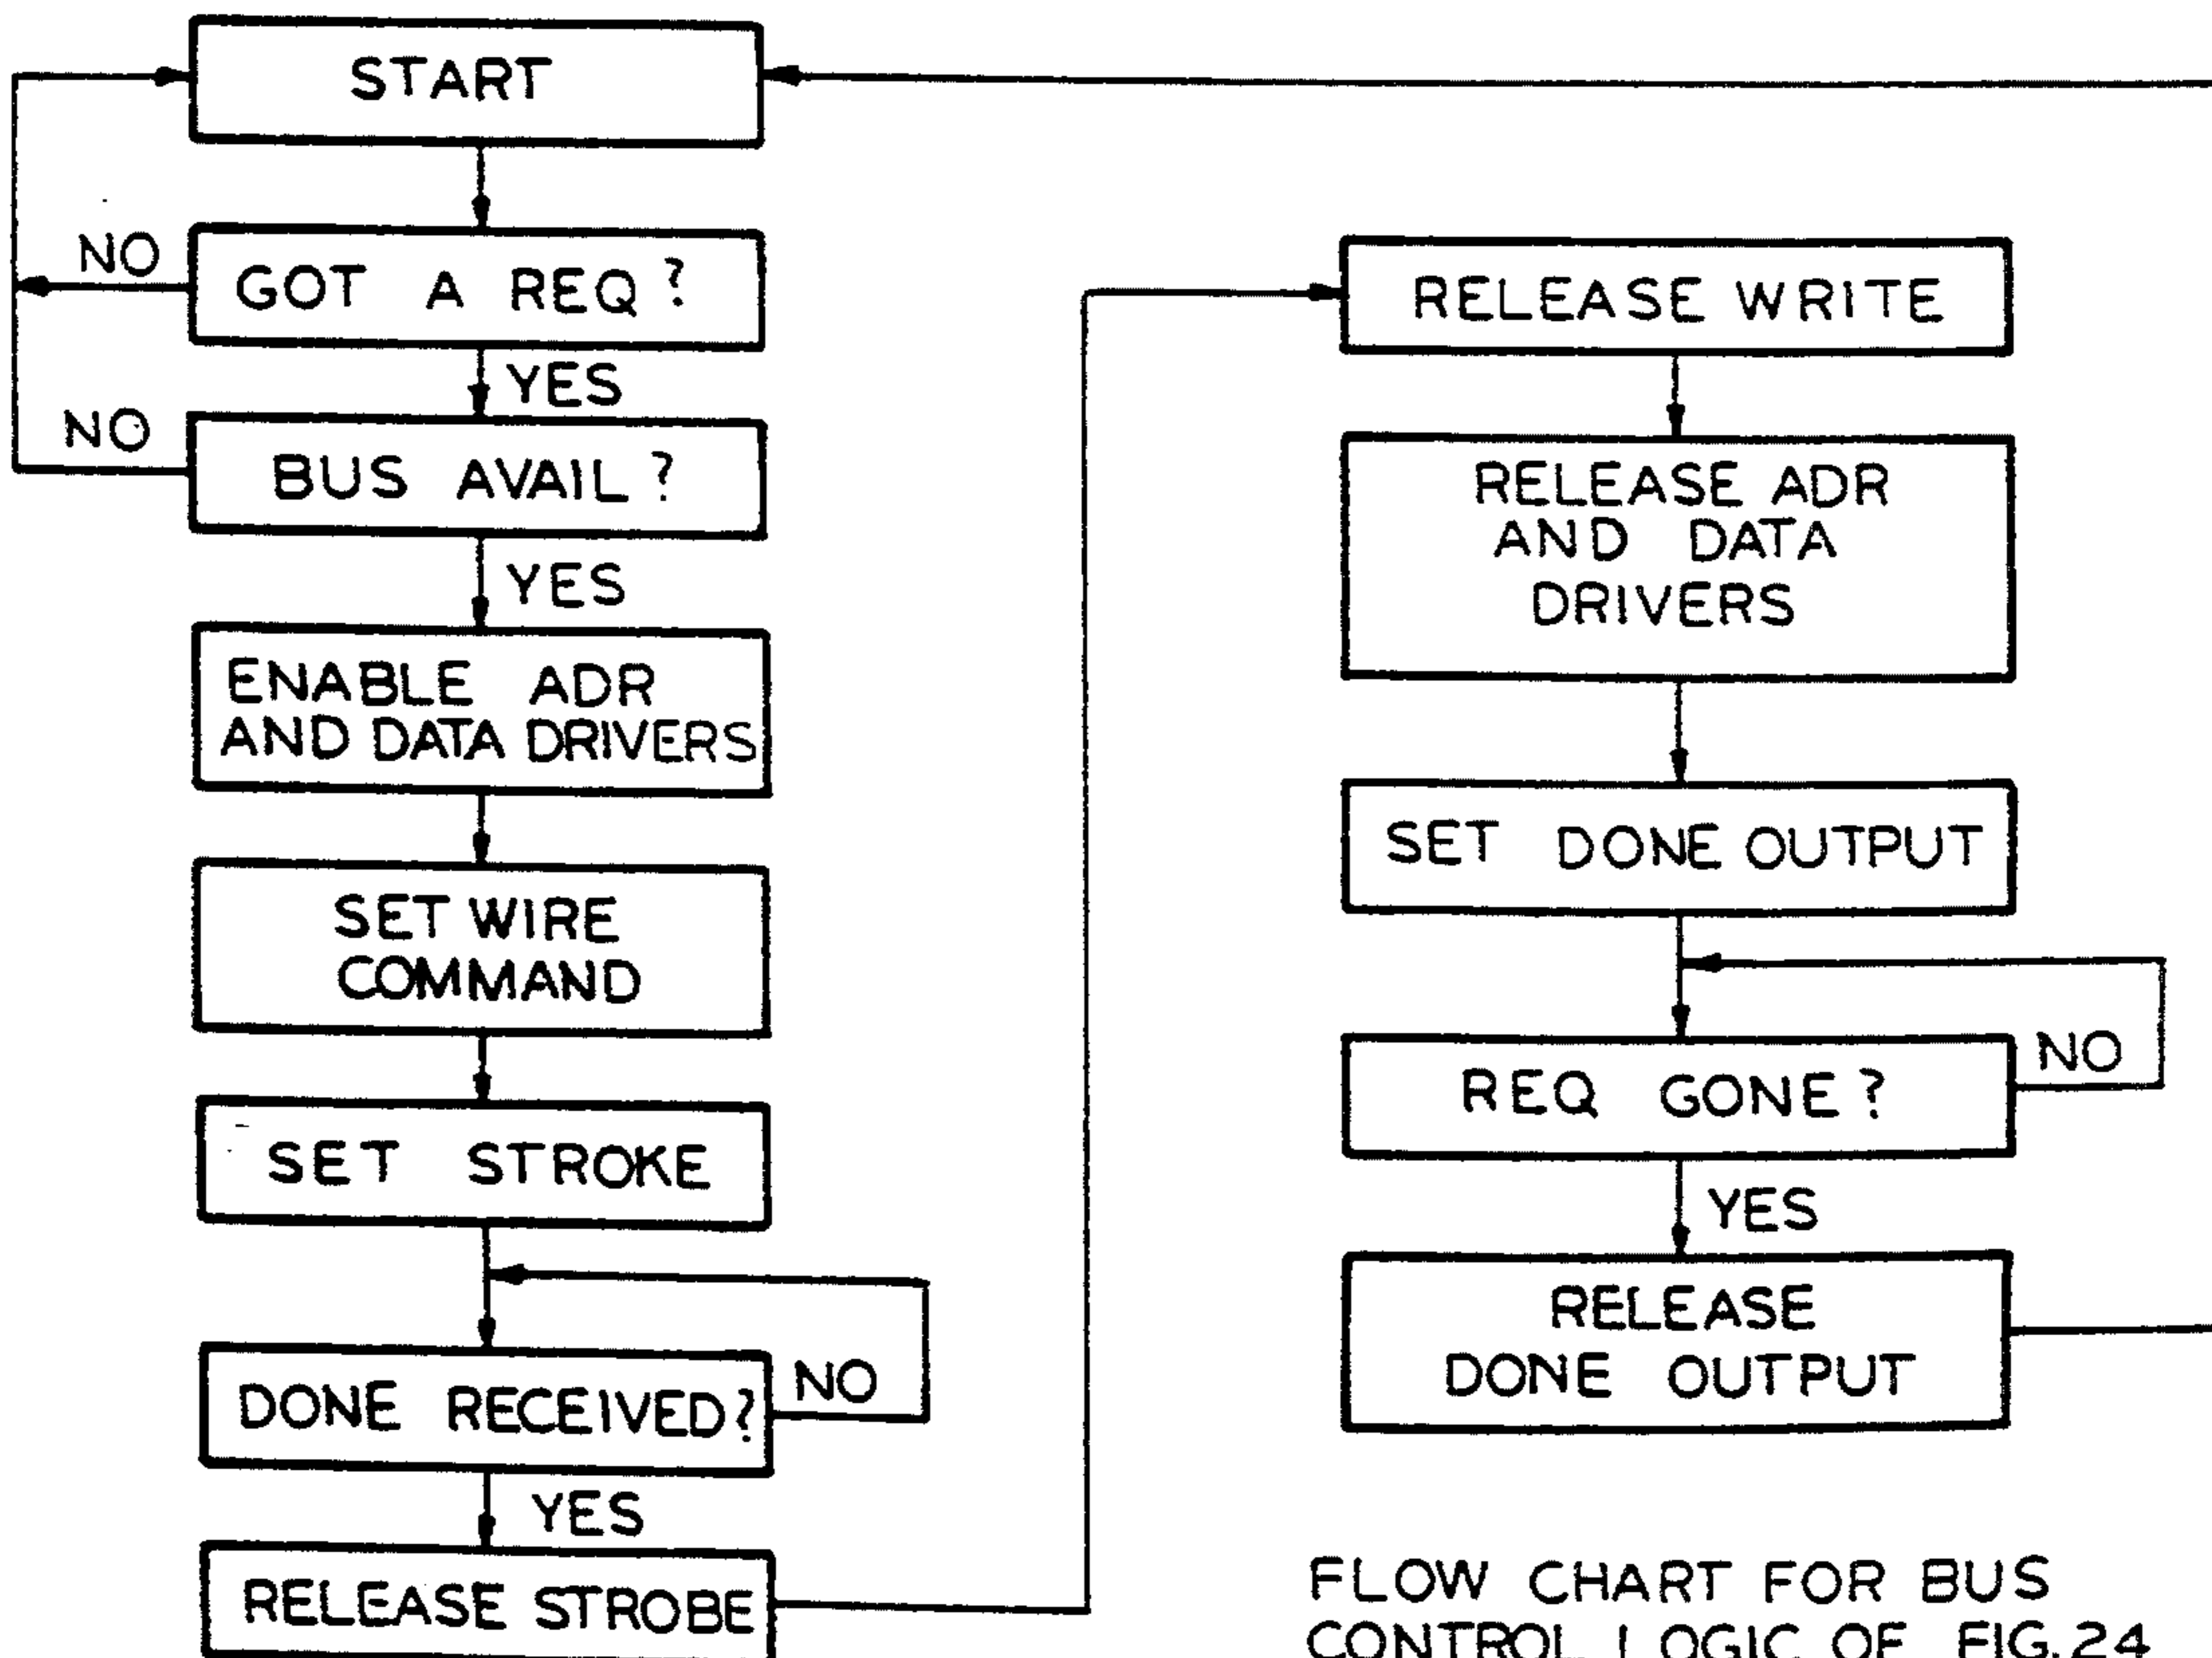 START
NO
GOT A REQ?
YES
NO
BUS AVAIL?
YES
ENABLE ADR
AND DATA DRIVERS
SET WIRE
COMMAND
SET STROKE
DONE RECEIVED?
NO
YES
RELEASE STROBE
RELEASE WRITE
RELEASE ADR
AND DATA
DRIVERS
SET DONE OUTPUT
REQ GONE?
NO
YES
RELEASE
DONE OUTPUT
FLOW CHART FOR BUS
CONTROL LOGIC OF FIG.24